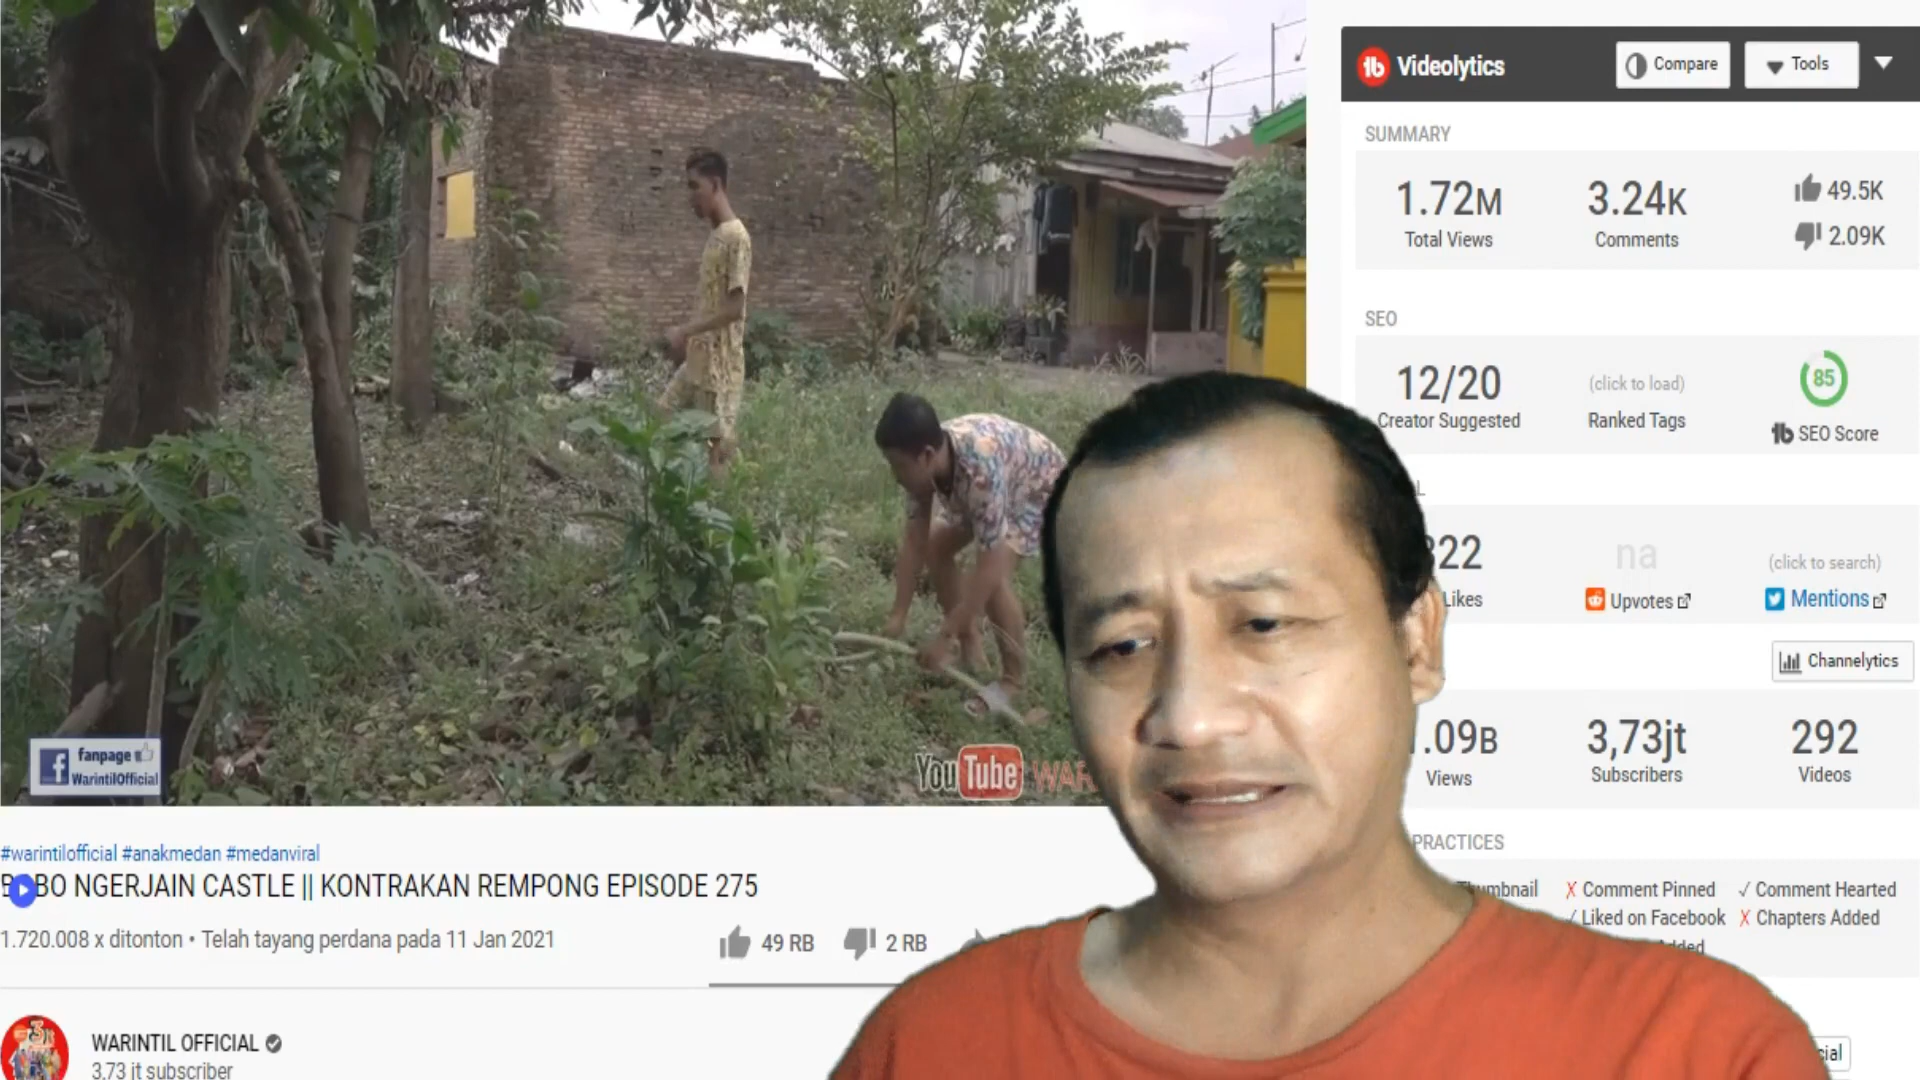 Videolytics
Compare
Tools
SUMMARY
1.72M
Total Views
3.24K
Comments
49.5K
2.09K
SEO
12/20
Creator Suggested
(click to load)
Ranked Tags
85
SEO Score
22
Likes
na
Upvotes
(click to search)
Mentions
Channelytics
.09B
Views
3,73jt
Subscribers
292
Videos
PRACTICES
Thumbnail
X Comment Pinned
✓ Comment Hearted
✓ Liked on Facebook
X Chapters Added
fanpage
WarintilOfficial
YouTube WAR
#warintilofficial #anakmedan #medanviral
NGERJAIN CASTLE || KONTRAKAN REMPONG EPISODE 275
1.720.008 x ditonton • Telah tayang perdana pada 11 Jan 2021
49 RB
2 RB
WARINTIL OFFICIAL
3,73 jt subscriber